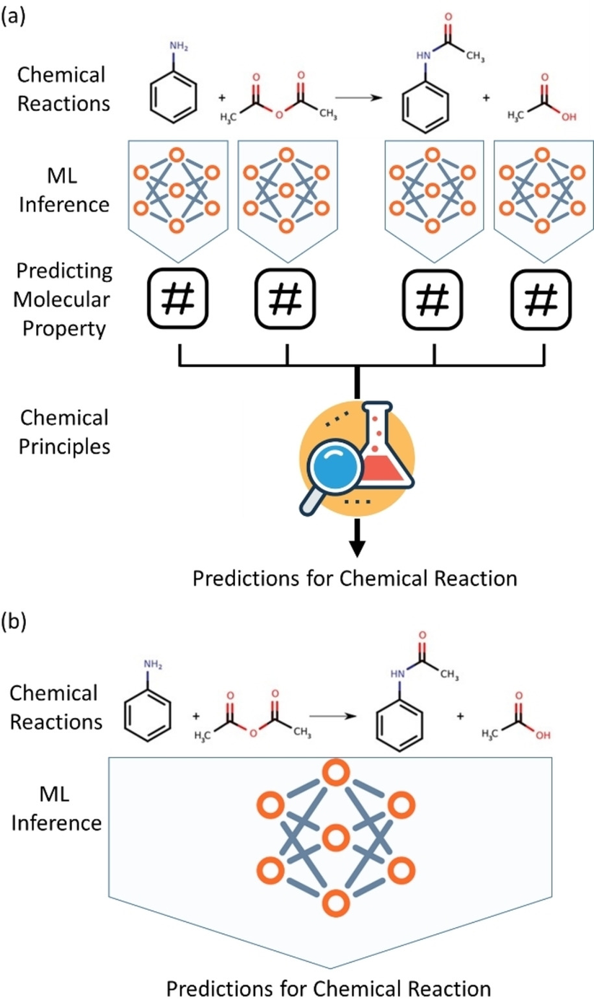 (a)
Chemical
Reactions
NH₂
+
H₃C
O
O
O
CH₃
HN
O
CH₃
+
H₃C
O
OH
ML
Inference
Predicting
Molecular
Property
# # # #
Chemical
Principles
Predictions for Chemical Reaction
(b)
Chemical
Reactions
NH₂
+
H₃C
O
O
O
CH₃
HN
O
CH₃
+
H₃C
O
OH
ML
Inference
Predictions for Chemical Reaction